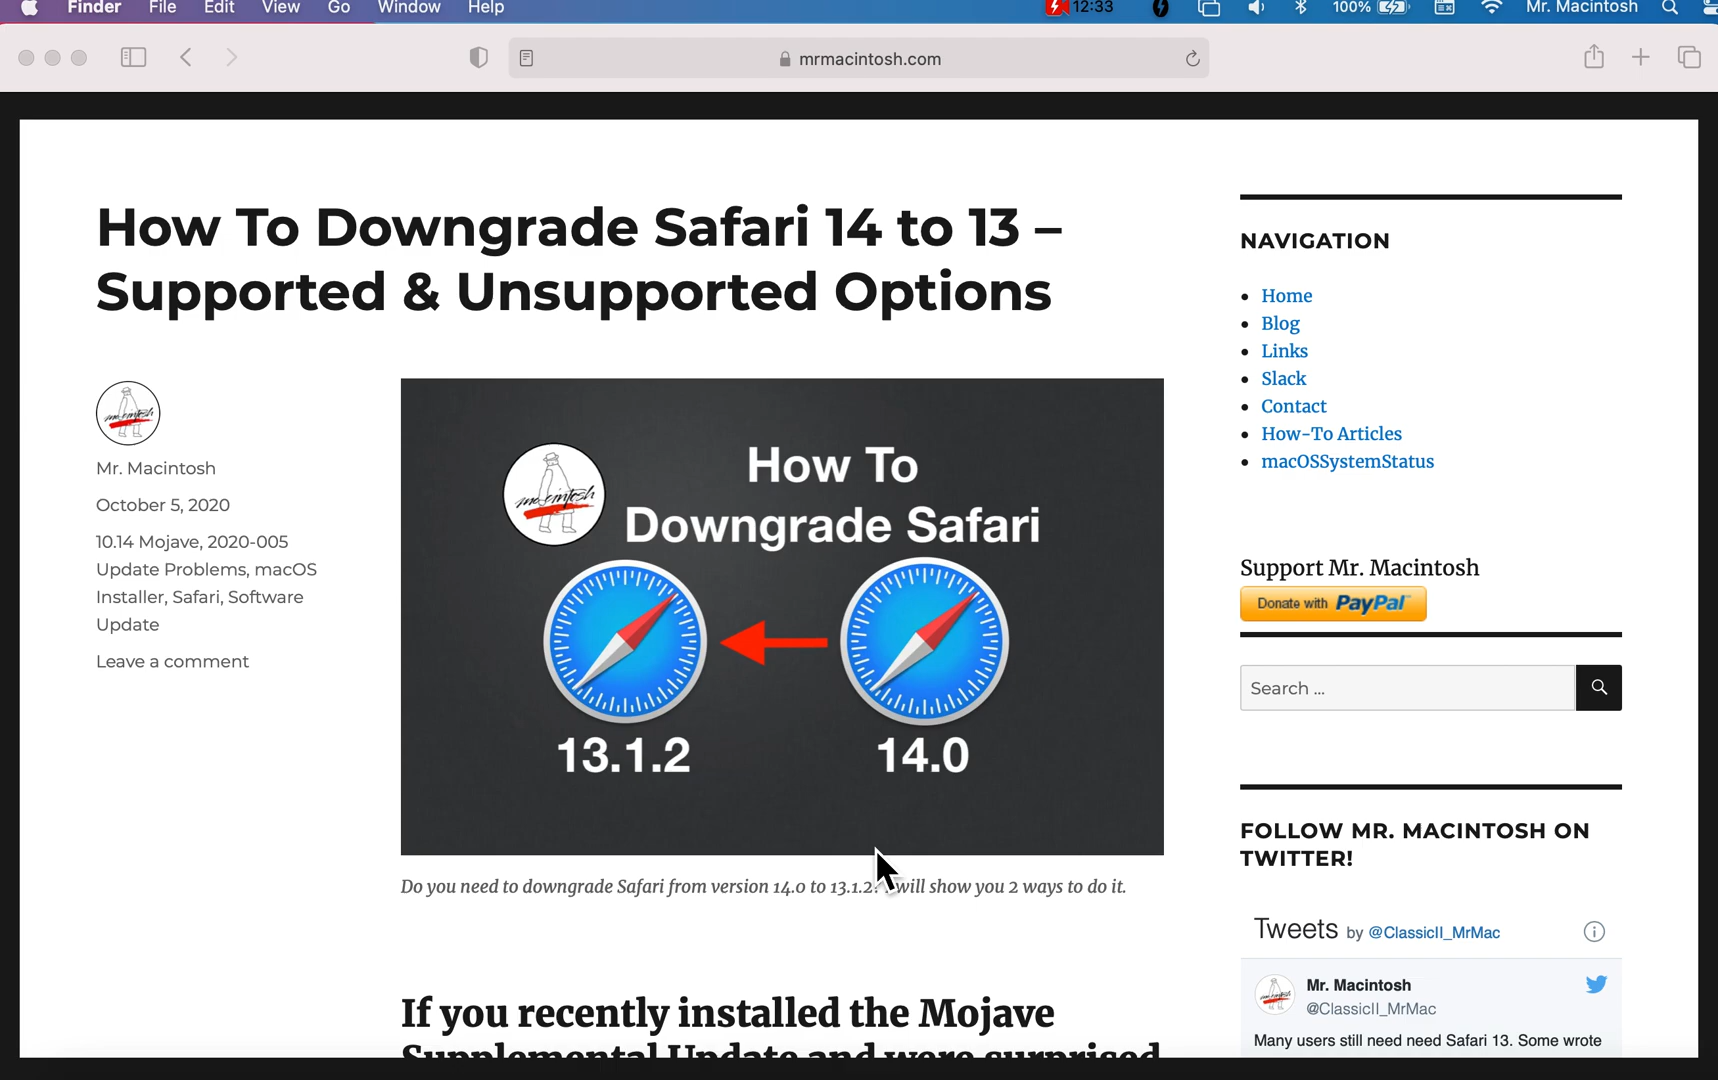 Finder File Edit View Go Window Help 12:33 100% Mr. Macintosh
mrmacintosh.com
How To Downgrade Safari 14 to 13 –
Supported & Unsupported Options
Mr. Macintosh
October 5, 2020
10.14 Mojave, 2020-005
Update Problems, macOS
Installer, Safari, Software
Update
Leave a comment
How To
Downgrade Safari
13.1.2 14.0
Do you need to downgrade Safari from version 14.0 to 13.1.2? will show you 2 ways to do it.
If you recently installed the Mojave
Supplemental Update and were surprised
NAVIGATION
Home
Blog
Links
Slack
Contact
How-To Articles
macOSSystemStatus
Support Mr. Macintosh
Donate with PayPal
Search ...
FOLLOW MR. MACINTOSH ON
TWITTER!
Tweets by @ClassicII_MrMac
Mr. Macintosh
@ClassicII_MrMac
Many users still need need Safari 13. Some wrote